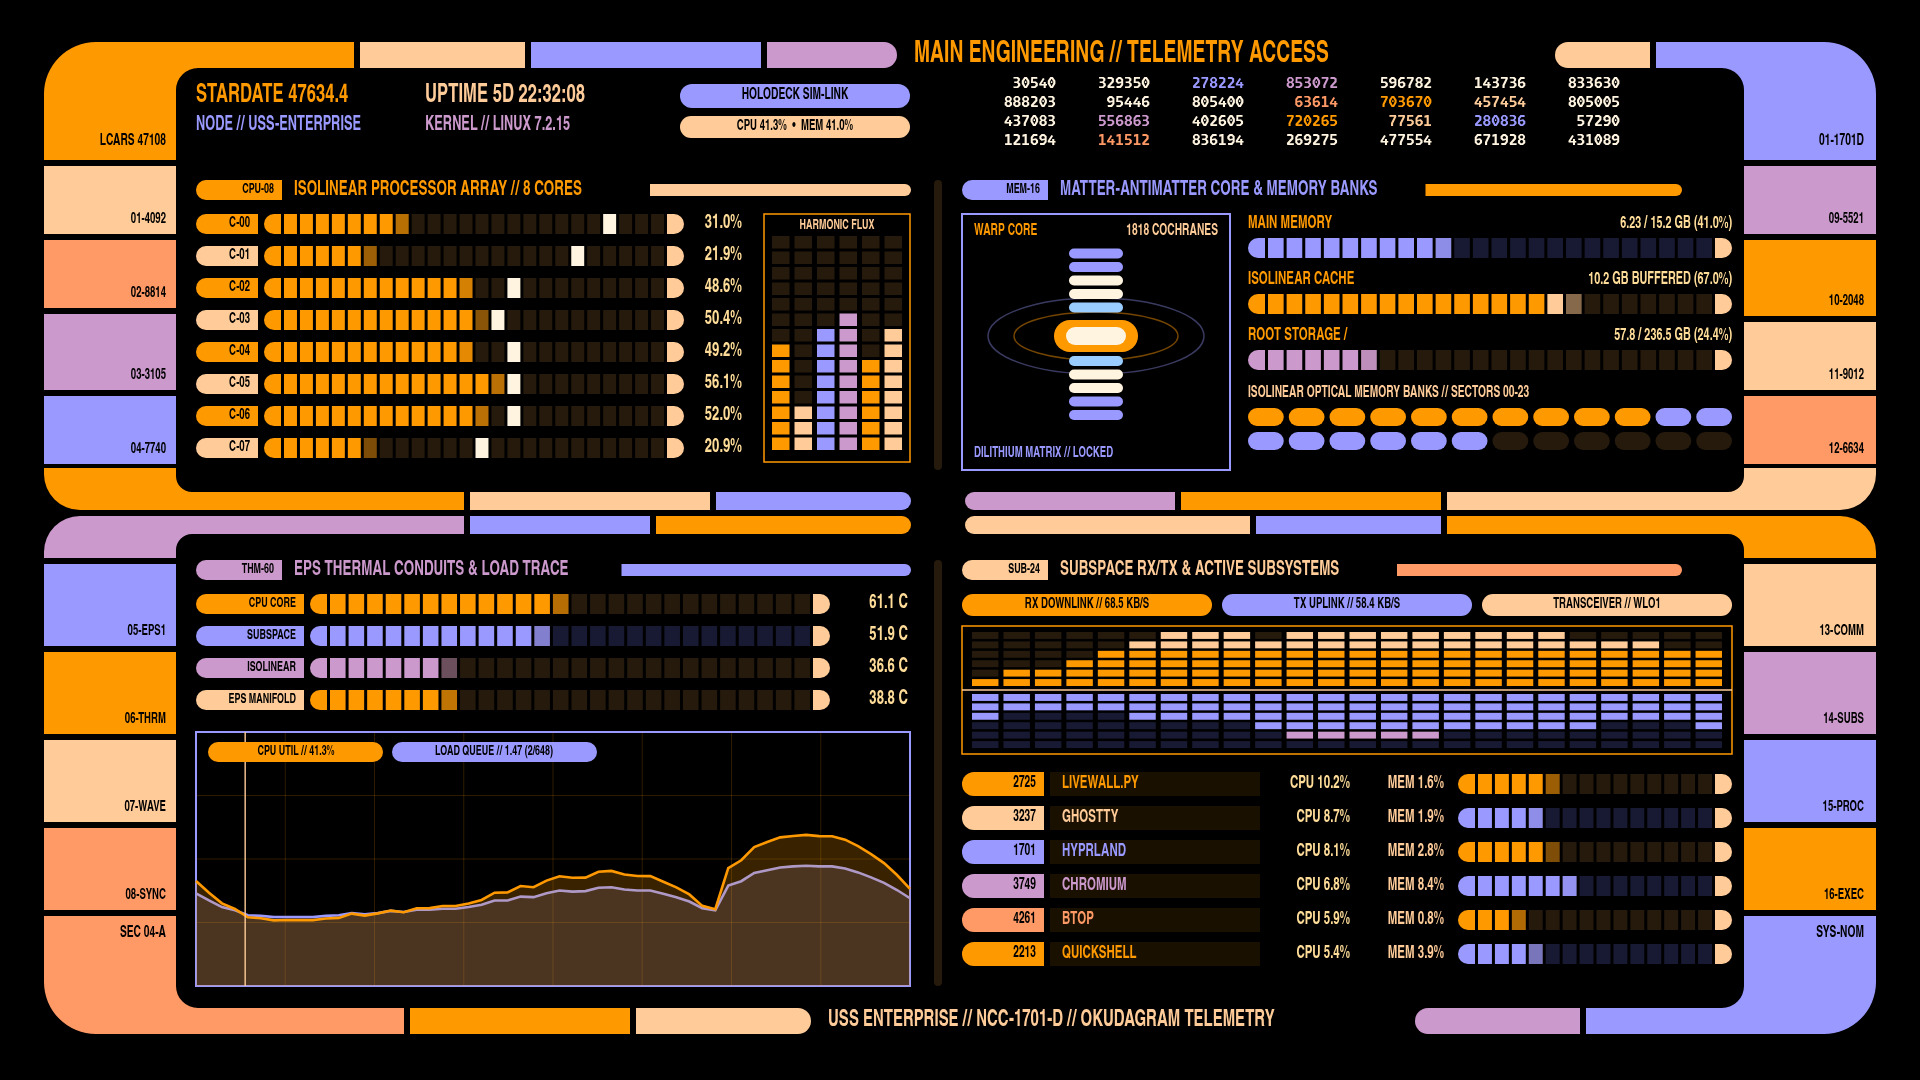 MAIN ENGINEERING // TELEMETRY ACCESS
LCARS 47108
STARDATE 47634.4
UPTIME 5D 22:32:08
NODE // USS-ENTERPRISE
KERNEL // LINUX 7.2.15
HOLODECK SIM-LINK
CPU 41.3% • MEM 41.0%
30540 329350 278224 853072 596782 143736 833630
888203 95446 805400 63614 703670 457454 805005
437083 556863 402605 720265 77561 280836 57290
121694 141512 836194 269275 477554 671928 431089
01-1701D
01-4092
02-8814
03-3105
04-7740
CPU-08
ISOLINEAR PROCESSOR ARRAY // 8 CORES
C-00 31.0%
C-01 21.9%
C-02 48.6%
C-03 50.4%
C-04 49.2%
C-05 56.1%
C-06 52.0%
C-07 20.9%
HARMONIC FLUX
MEM-16
MATTER-ANTIMATTER CORE & MEMORY BANKS
WARP CORE
1818 COCHRANES
DILITHIUM MATRIX // LOCKED
MAIN MEMORY
6.23 / 15.2 GB (41.0%)
ISOLINEAR CACHE
10.2 GB BUFFERED (67.0%)
ROOT STORAGE /
57.8 / 236.5 GB (24.4%)
ISOLINEAR OPTICAL MEMORY BANKS // SECTORS 00-23
09-5521
10-2048
11-9012
12-6634
05-EPS1
06-THRM
07-WAVE
08-SYNC
SEC 04-A
THM-60
EPS THERMAL CONDUITS & LOAD TRACE
CPU CORE 61.1 C
SUBSPACE 51.9 C
ISOLINEAR 36.6 C
EPS MANIFOLD 38.8 C
CPU UTIL // 41.3%
LOAD QUEUE // 1.47 (2/648)
SUB-24
SUBSPACE RX/TX & ACTIVE SUBSYSTEMS
RX DOWNLINK // 68.5 KB/S
TX UPLINK // 58.4 KB/S
TRANSCEIVER // WLO1
2725 LIVEWALL.PY CPU 10.2% MEM 1.6%
3237 GHOSTTY CPU 8.7% MEM 1.9%
1701 HYPRLAND CPU 8.1% MEM 2.8%
3749 CHROMIUM CPU 6.8% MEM 8.4%
4261 BTOP CPU 5.9% MEM 0.8%
2213 QUICKSHELL CPU 5.4% MEM 3.9%
13-COMM
14-SUBS
15-PROC
16-EXEC
SYS-NOM
USS ENTERPRISE // NCC-1701-D // OKUDAGRAM TELEMETRY